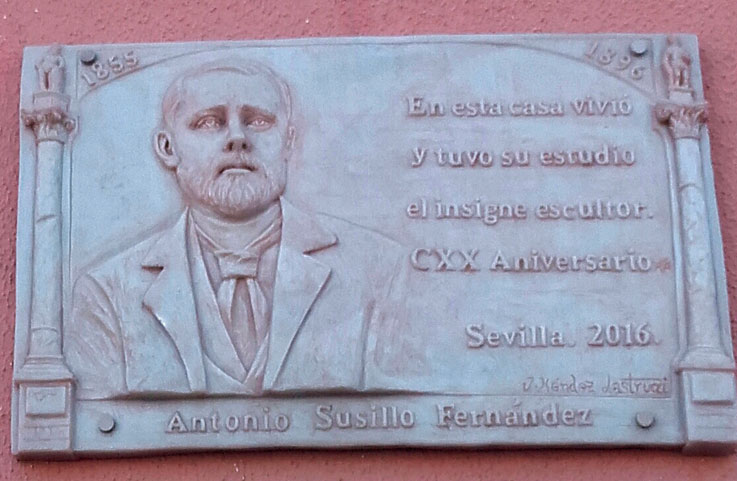 1855 1896
En esta casa vivió
y tuvo su estudio
el insigne escultor.
CXX Aniversario
Sevilla. 2016.
J. Méndez Lastrucci
Antonio Susillo Fernández